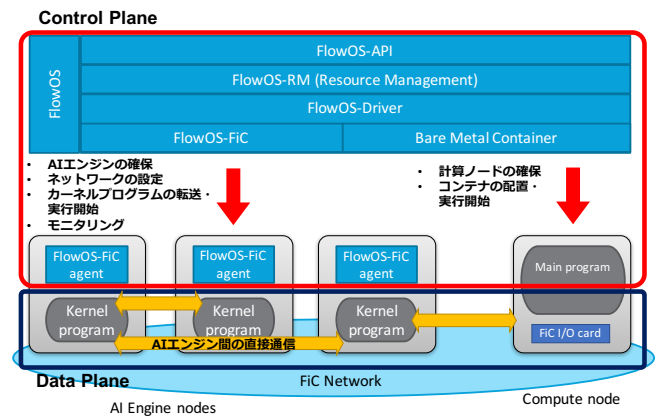 Control Plane
FlowOS
FlowOS-API
FlowOS-RM (Resource Management)
FlowOS-Driver
FlowOS-FiC
Bare Metal Container
• AIエンジンの確保
• ネットワークの設定
• カーネルプログラムの転送・
実行開始
• モニタリング
• 計算ノードの確保
• コンテナの配置・
実行開始
FlowOS-FiC
agent
FlowOS-FiC
agent
FlowOS-FiC
agent
Main program
Kernel
program
Kernel
program
Kernel
program
FiC I/O card
AIエンジン間の直接通信
Data Plane
FiC Network
AI Engine nodes
Compute node